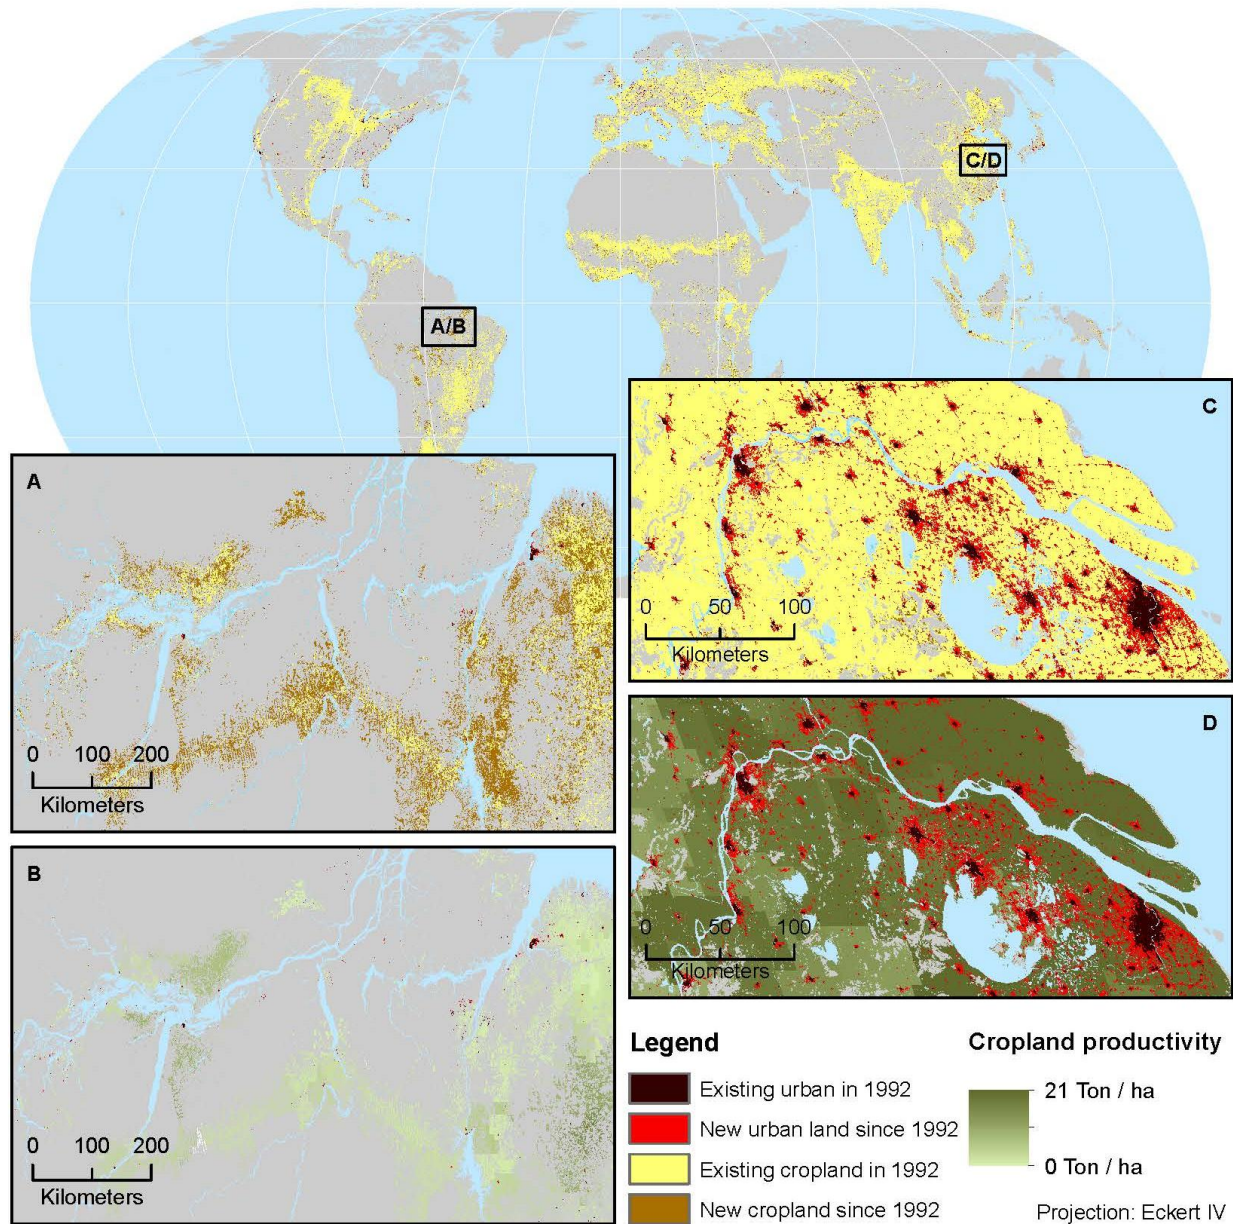 C/D
A/B
C
0 50 100
Kilometers
A
0 100 200
Kilometers
D
0 50 100
Kilometers
B
0 100 200
Kilometers
Legend
Existing urban in 1992
New urban land since 1992
Existing cropland in 1992
New cropland since 1992
Cropland productivity
21 Ton / ha
0 Ton / ha
Projection: Eckert IV